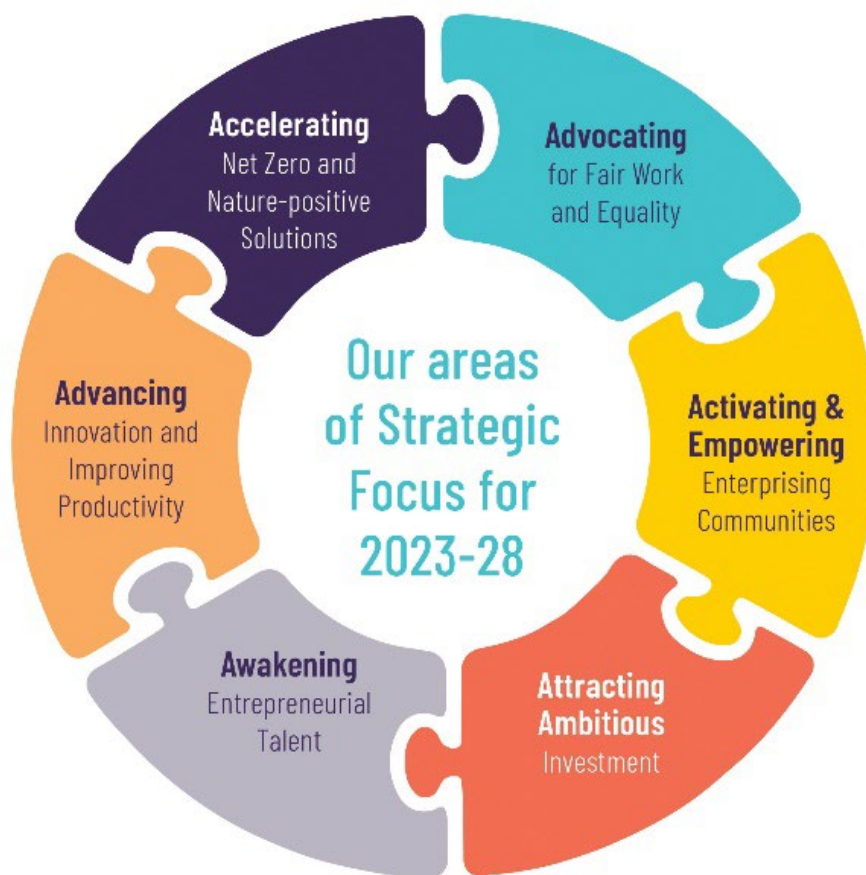 Our areas
of Strategic
Focus for
2023-28
Accelerating
Net Zero and
Nature-positive
Solutions
Advocating
for Fair Work
and Equality
Activating &
Empowering
Enterprising
Communities
Attracting
Ambitious
Investment
Awakening
Entrepreneurial
Talent
Advancing
Innovation and
Improving
Productivity